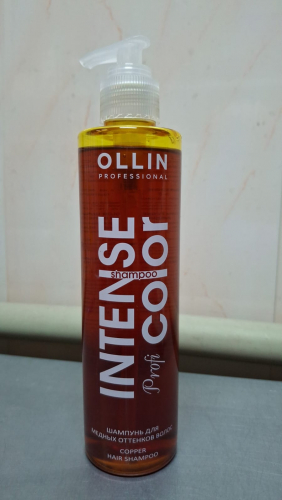 OLLIN
PROFESSIONAL
INTENSE
shampoo
Profi
color
ШАМПУНЬ ДЛЯ
МЕДНЫХ ОТТЕНКОВ ВОЛОС
COPPER
HAIR SHAMPOO